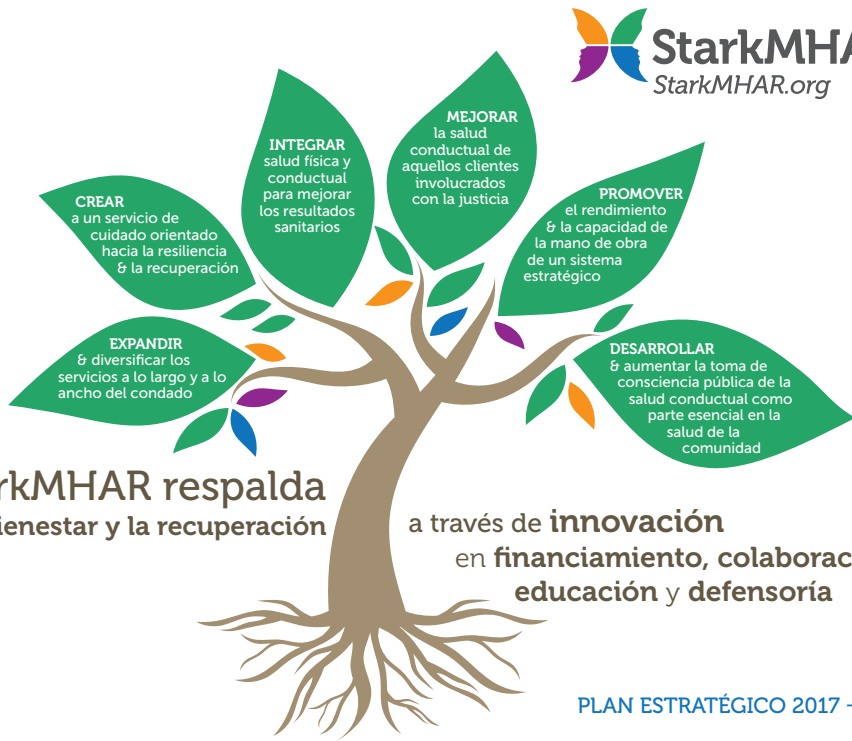 StarkMHA
StarkMHAR.org
MEJORAR
la salud
conductual de
aquellos clientes
involucrados
con la justicia
INTEGRAR
salud física y
conductual
para mejorar
los resultados
sanitarios
PROMOVER
el rendimiento
& la capacidad de
la mano de obra
de un sistema
estratégico
CREAR
a un servicio de
cuidado orientado
hacia la resiliencia
& la recuperación
EXPANDIR
& diversificar los
servicios a lo largo y a lo
ancho del condado
DESARROLLAR
& aumentar la toma de
consciencia pública de la
salud conductual como
parte esencial en la
salud de la
comunidad
rkMHAR respalda
ienestar y la recuperación
a través de innovación
en financiamiento, colaborac
educación y defensoría
PLAN ESTRATÉGICO 2017 -